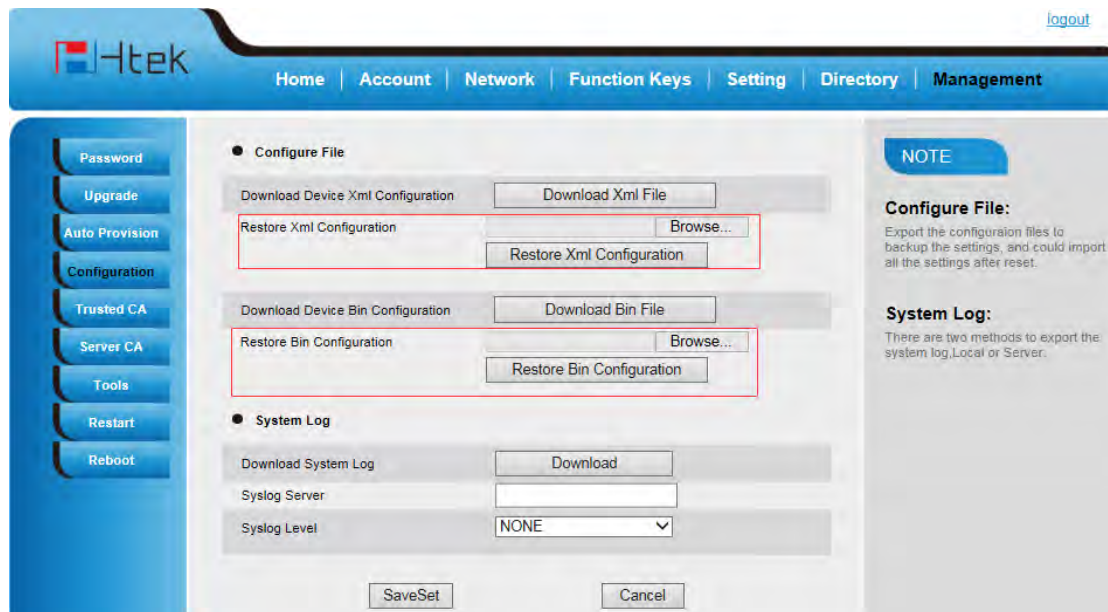 logout
Htek
Home Account Network Function Keys Setting Directory Management
Password
Upgrade
Auto Provision
Configuration
Trusted CA
Server CA
Tools
Restart
Reboot
Configure File
Download Device Xml Configuration Download Xml File
Restore Xml Configuration Browse...
Restore Xml Configuration
Download Device Bin Configuration Download Bin File
Restore Bin Configuration Browse...
Restore Bin Configuration
System Log
Download System Log Download
Syslog Server
Syslog Level NONE
SaveSet Cancel
NOTE
Configure File:
Export the configuraion files to
backup the settings, and could import
all the settings after reset.
System Log:
There are two methods to export the
system log,Local or Server.